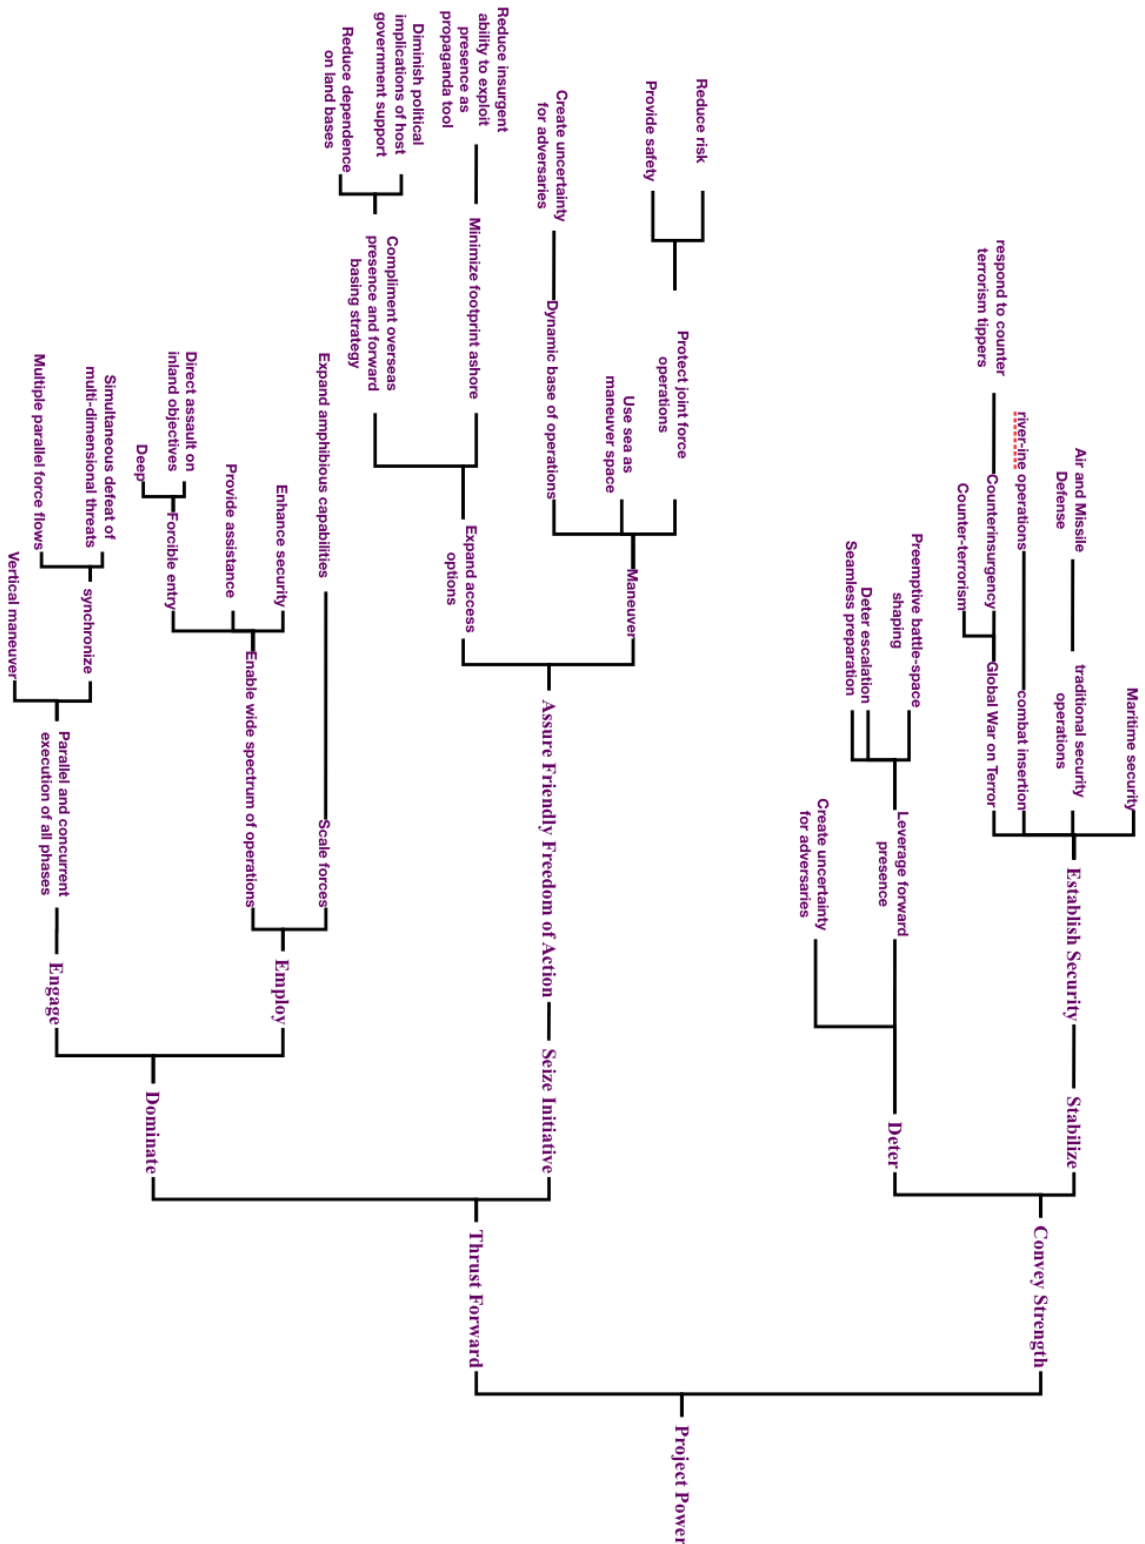 Maritime security
Air and Missile
Defense
traditional security
operations
Establish Security
Stabilize
river-ine operations
combat insertion
respond to counter
terrorism tippers
Counterinsurgency
Counter-terrorism
Global War on Terror
Convey Strength
Preemptive battle-space
shaping
Deter escalation
Seamless preparation
Leverage forward
presence
Deter
Create uncertainty
for adversaries
Reduce risk
Provide safety
Protect joint force
operations
Use sea as
maneuver space
Maneuver
Project Power
Create uncertainty
for adversaries
Dynamic base of operations
Assure Friendly Freedom of Action
Seize Initiative
Reduce insurgent
ability to exploit
presence as
propaganda tool
Minimize footprint ashore
Expand access
options
Thrust Forward
Diminish political
implications of host
government support
Reduce dependence
on land bases
Compliment overseas
presence and forward
basing strategy
Expand amphibious capabilities
Scale forces
Employ
Enhance security
Provide assistance
Enable wide spectrum of operations
Direct assault on
inland objectives
Deep
Forcible entry
Dominate
Simultaneous defeat of
multi-dimensional threats
Multiple parallel force flows
synchronize
Vertical maneuver
Parallel and concurrent
execution of all phases
Engage